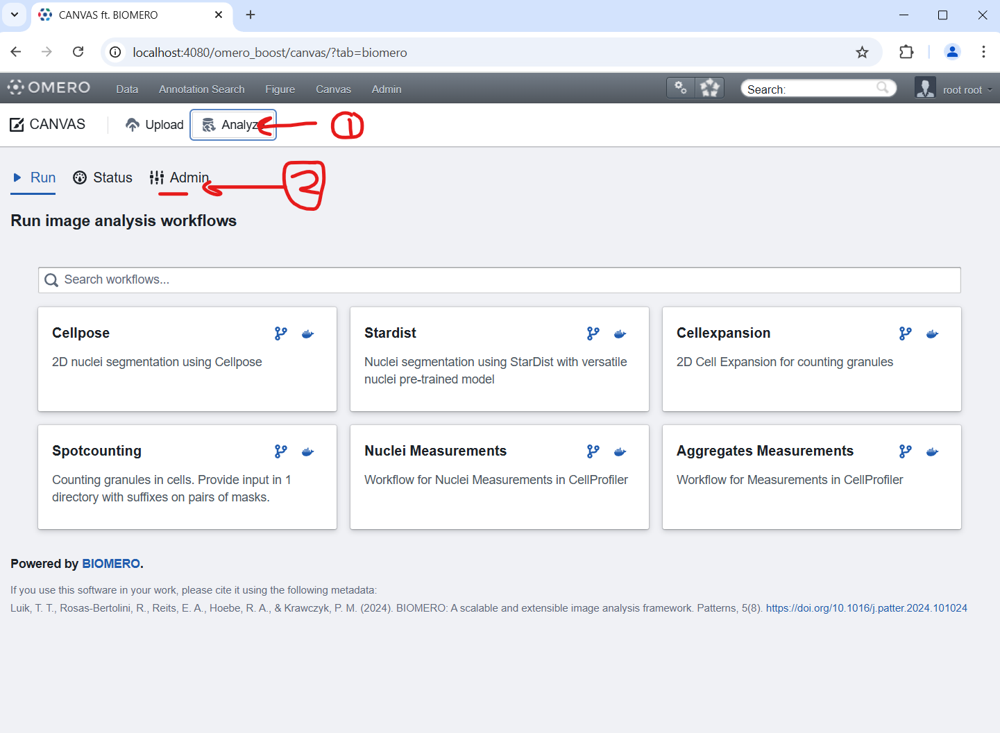 CANVAS ft. BIOMERO
localhost:4080/omero_boost/canvas/?tab=biomero
OMERO Data Annotation Search Figure Canvas Admin Search: root root
CANVAS Upload Analyz 1
Run Status Admin 2
Run image analysis workflows
Search workflows...
Cellpose
2D nuclei segmentation using Cellpose
Stardist
Nuclei segmentation using StarDist with versatile
nuclei pre-trained model
Cellexpansion
2D Cell Expansion for counting granules
Spotcounting
Counting granules in cells. Provide input in 1
directory with suffixes on pairs of masks.
Nuclei Measurements
Workflow for Nuclei Measurements in CellProfiler
Aggregates Measurements
Workflow for Measurements in CellProfiler
Powered by BIOMERO.
If you use this software in your work, please cite it using the following metadata:
Luik, T. T., Rosas-Bertolini, R., Reits, E. A., Hoebe, R. A., & Krawczyk, P. M. (2024). BIOMERO: A scalable and extensible image analysis framework. Patterns, 5(8). https://doi.org/10.1016/j.patter.2024.101024